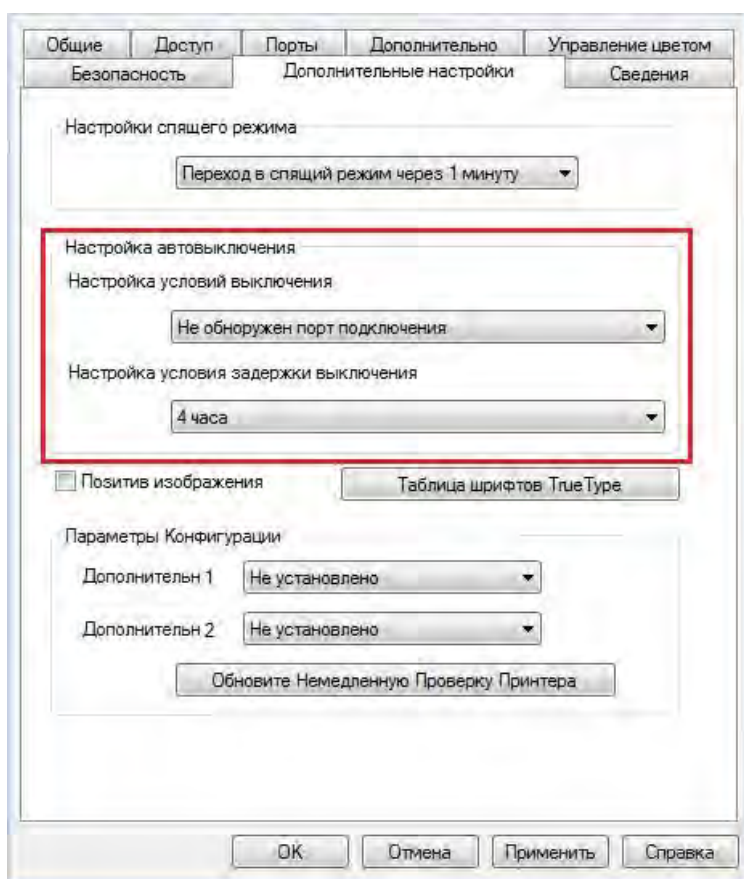 Общие Доступ Порты Дополнительно Управление цветом
Безопасность Дополнительные настройки Сведения
Настройки спящего режима
Переход в спящий режим через 1 минуту
Настройка автовыключения
Настройка условий выключения
Не обноружен порт подключения
Настройка условия задержки выключения
4 часа
Позитив изображения Таблица шрифтов TrueType
Параметры Конфигурации
Дополнительн 1 Не установлено
Дополнительн 2 Не установлено
Обновите Немедленную Проверку Принтера
OK Отмена Применить Справка